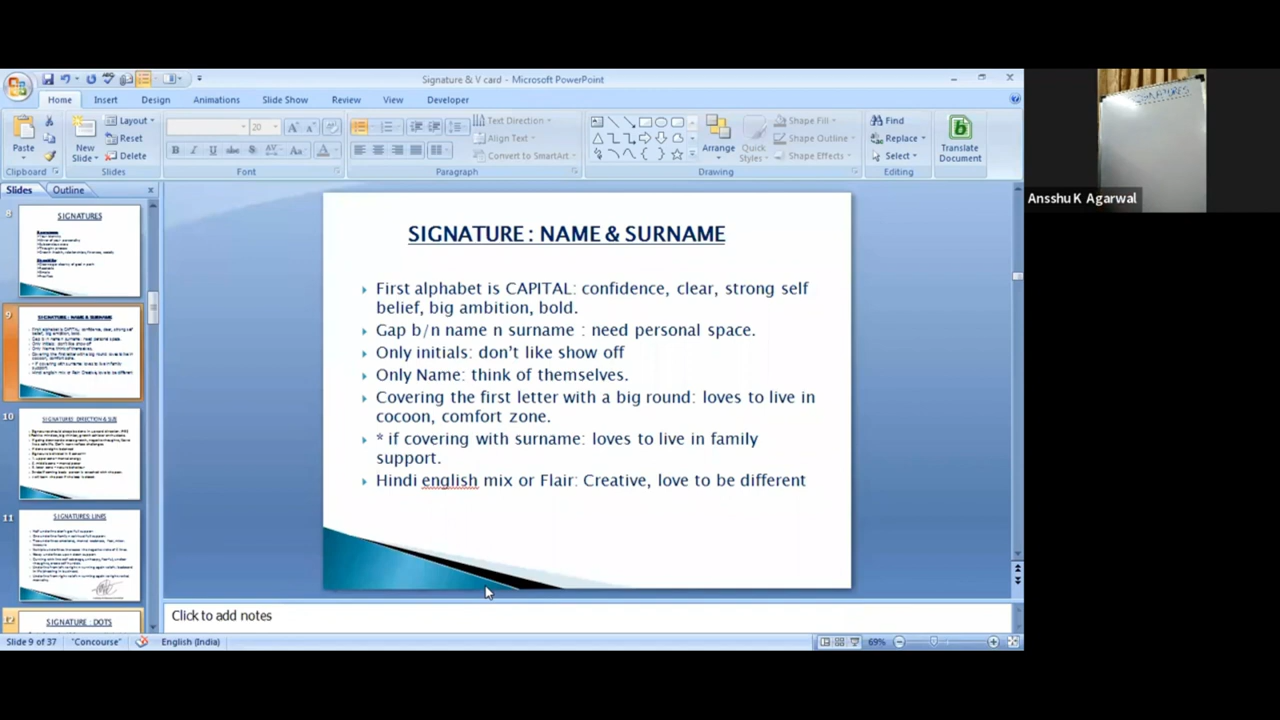 Signature & V card - Microsoft PowerPoint
Home Insert Design Animations Slide Show Review View Developer
Paste
Clipboard
New
Slide
Layout
Reset
Delete
Slides
20
Font
Paragraph
Text Direction
Align Text
Convert to SmartArt
Arrange
Quick
Styles
Shape Fill
Shape Outline
Shape Effects
Drawing
Find
Replace
Select
Editing
Translate
Document
Slides Outline
8
SIGNATURES
9
SIGNATURE : NAME & SURNAME
10
SIGNATURES: DIRECTION & SIZE
11
SIGNATURES: LINES
12
SIGNATURE : DOTS
SIGNATURE : NAME & SURNAME
First alphabet is CAPITAL: confidence, clear, strong self
belief, big ambition, bold.
Gap b/n name n surname : need personal space.
Only initials: don't like show off
Only Name: think of themselves.
Covering the first letter with a big round: loves to live in
cocoon, comfort zone.
* if covering with surname: loves to live in family
support.
Hindi english mix or Flair: Creative, love to be different
Click to add notes
Slide 9 of 37 "Concourse" English (India) 69%
SIGNATURES
Ansshu K Agarwal